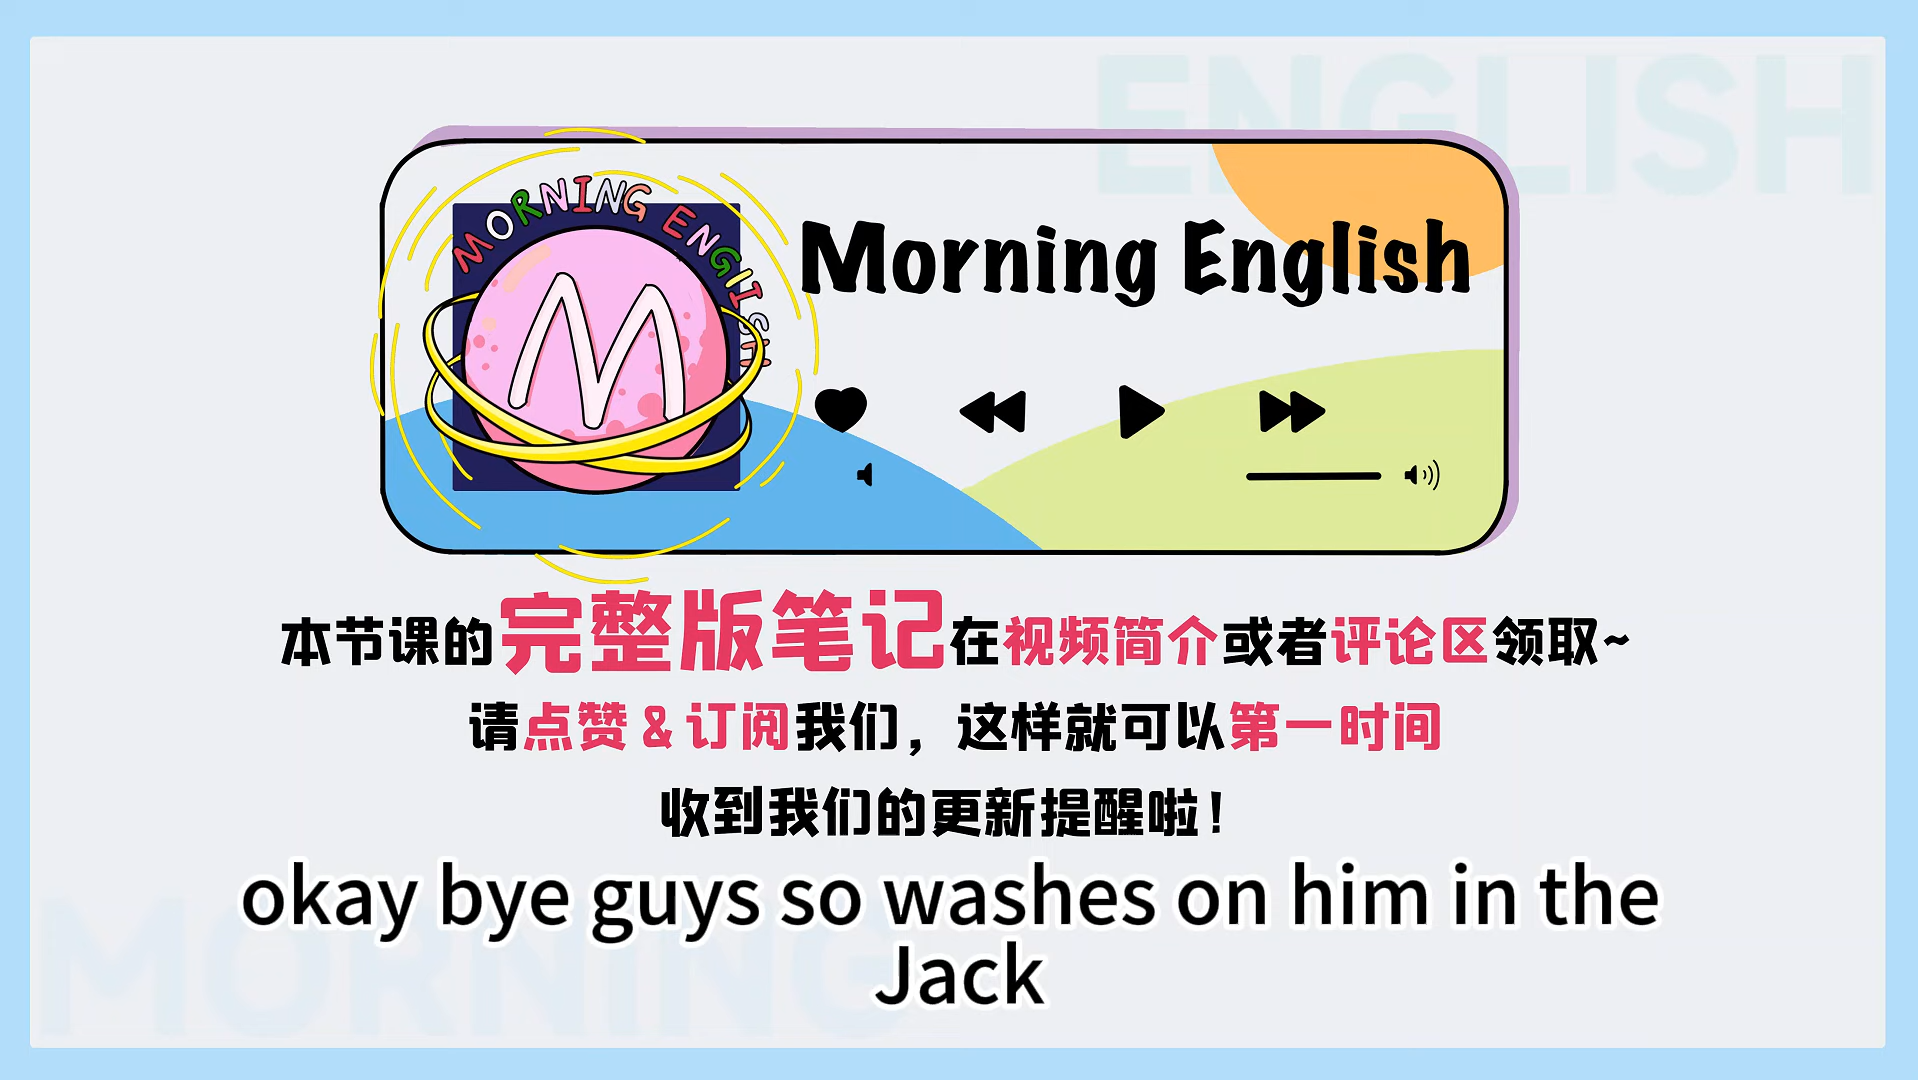 ENGLISH
MORNING ENGLISH
M
Morning English
本节课的完整版笔记在视频简介或者评论区领取~
请点赞&订阅我们，这样就可以第一时间
收到我们的更新提醒啦！
okay bye guys so washes on him in the
Jack
MORNING